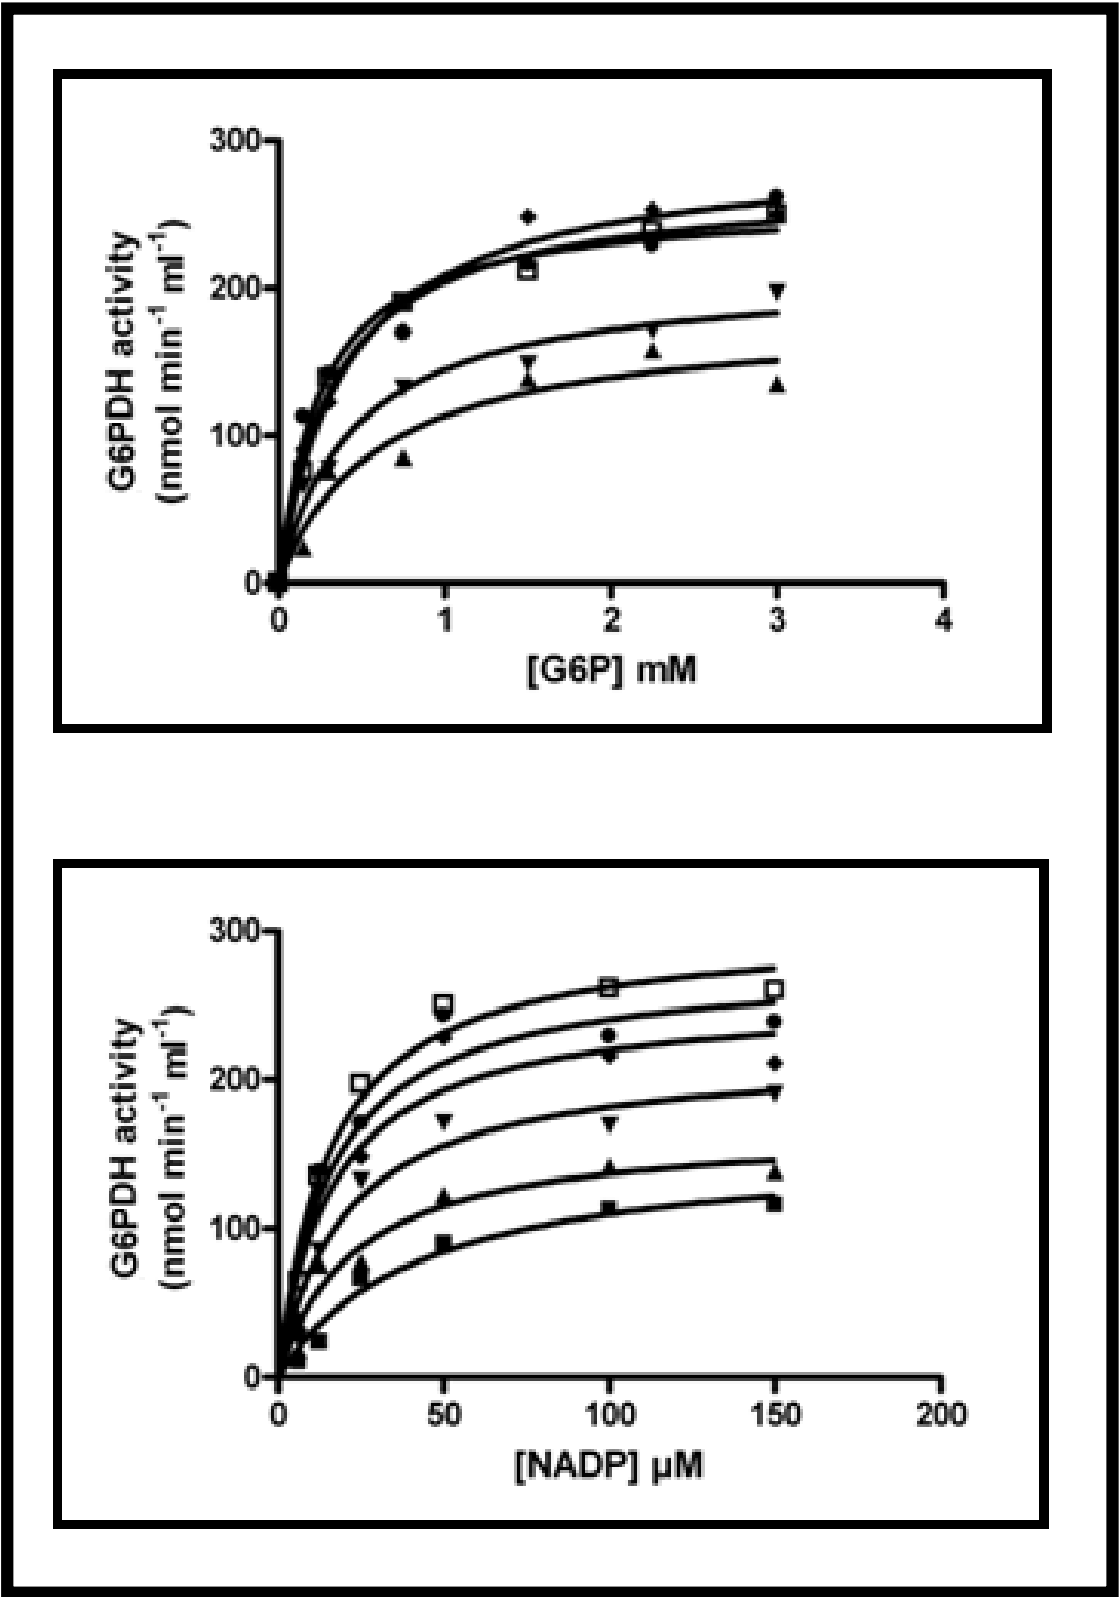 300
200
100
0
G6PDH activity
(nmol min⁻¹ ml⁻¹)
0 1 2 3 4
[G6P] mM
300
200
100
0
G6PDH activity
(nmol min⁻¹ ml⁻¹)
0 50 100 150 200
[NADP] µM